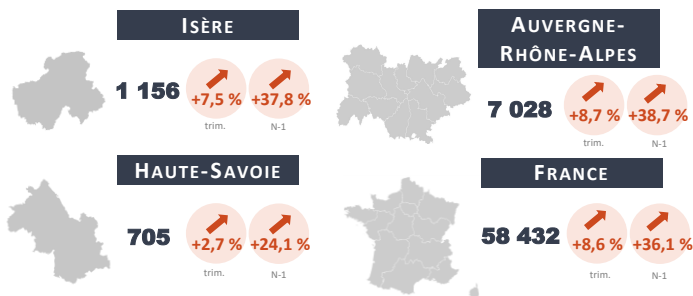 ISÈRE
1 156
+7,5 %
trim.
+37,8 %
N-1
AUVERGNE-
RHÔNE-ALPES
7 028
+8,7 %
trim.
+38,7 %
N-1
HAUTE-SAVOIE
705
+2,7 %
trim.
+24,1 %
N-1
FRANCE
58 432
+8,6 %
trim.
+36,1 %
N-1